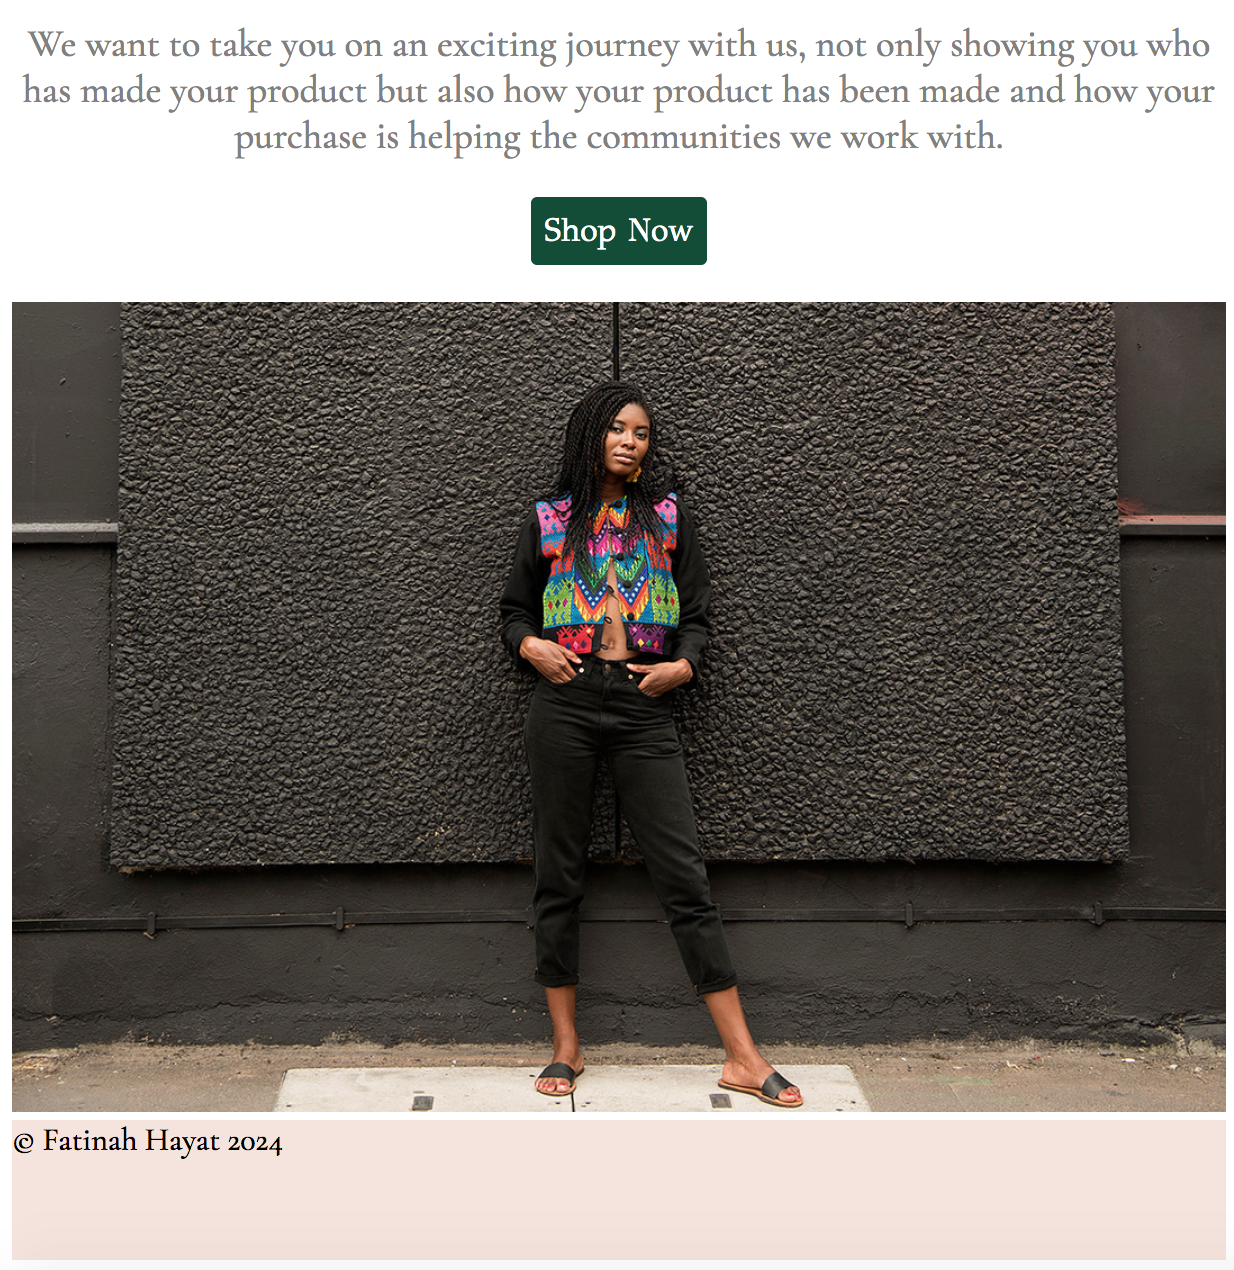 We want to take you on an exciting journey with us, not only showing you who
has made your product but also how your product has been made and how your
purchase is helping the communities we work with.
Shop Now
© Fatinah Hayat 2024